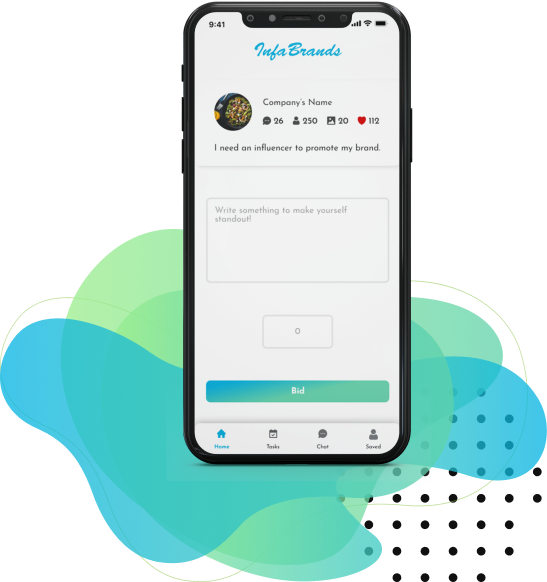 9:41
InfaBrands
Company's Name
26 250 20 112
I need an influencer to promote my brand.
Write something to make yourself
standout!
0
Bid
Home Tasks Chat Saved